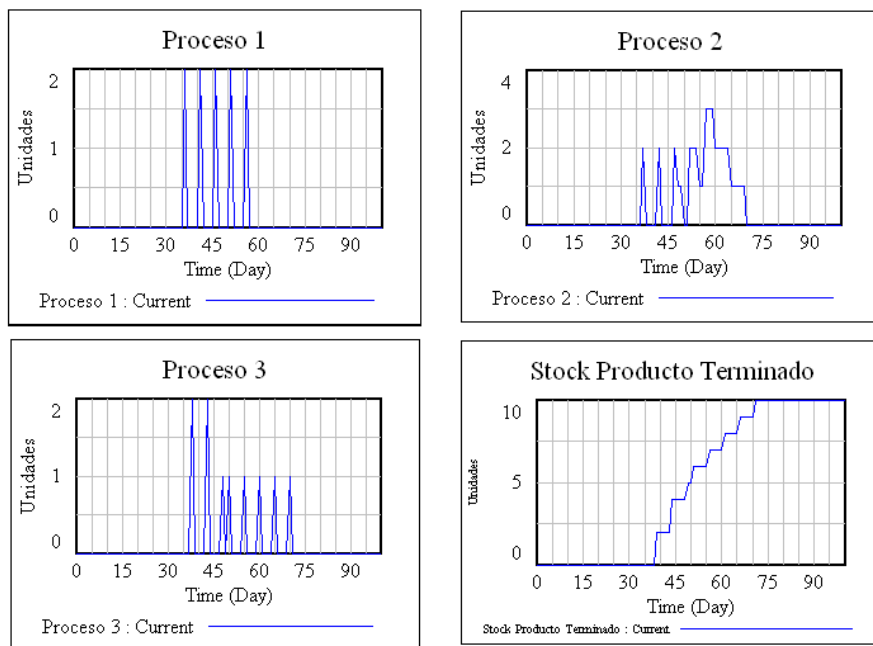 Proceso 1
2
1
0
Unidades
0 15 30 45 60 75 90
Time (Day)
Proceso 1 : Current
Proceso 2
4
2
0
Unidades
0 15 30 45 60 75 90
Time (Day)
Proceso 2 : Current
Proceso 3
2
1
0
Unidades
0 15 30 45 60 75 90
Time (Day)
Proceso 3 : Current
Stock Producto Terminado
10
5
0
Unidades
0 15 30 45 60 75 90
Time (Day)
Stock Producto Terminado : Current